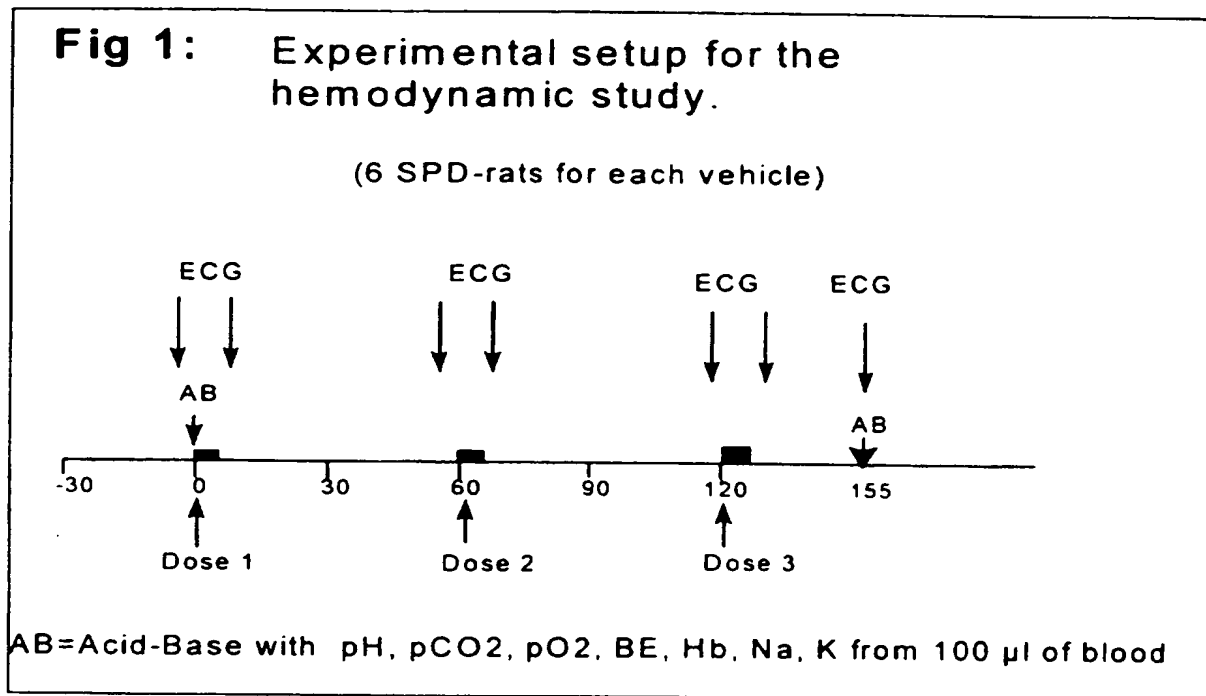 Fig 1: Experimental setup for the
hemodynamic study.
(6 SPD-rats for each vehicle)
ECG ECG ECG ECG
AB AB
-30 0 30 60 90 120 155
Dose 1 Dose 2 Dose 3
AB=Acid-Base with pH, pCO2, pO2, BE, Hb, Na, K from 100 µl of blood